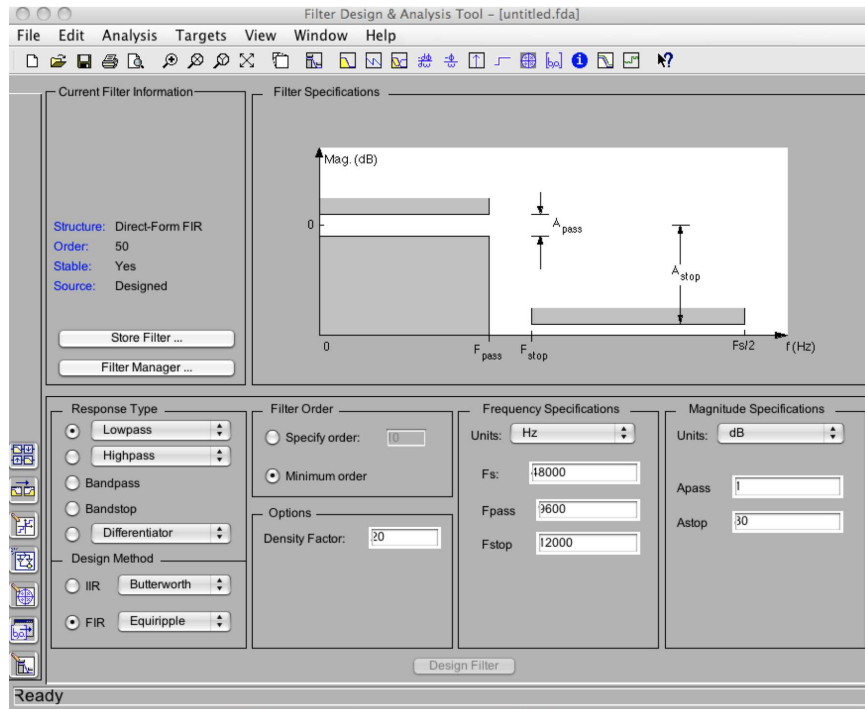 Filter Design & Analysis Tool – [untitled.fda]
File Edit Analysis Targets View Window Help
Current Filter Information
Structure: Direct-Form FIR
Order: 50
Stable: Yes
Source: Designed
Store Filter ...
Filter Manager ...
Filter Specifications
Mag. (dB)
0
A pass
A stop
0
F pass
F stop
Fs/2
f (Hz)
Response Type
Lowpass
Highpass
Bandpass
Bandstop
Differentiator
Design Method
IIR Butterworth
FIR Equiripple
Filter Order
Specify order: 10
Minimum order
Options
Density Factor: 20
Frequency Specifications
Units: Hz
Fs: 48000
Fpass 9600
Fstop 12000
Magnitude Specifications
Units: dB
Apass 1
Astop 80
Design Filter
Ready